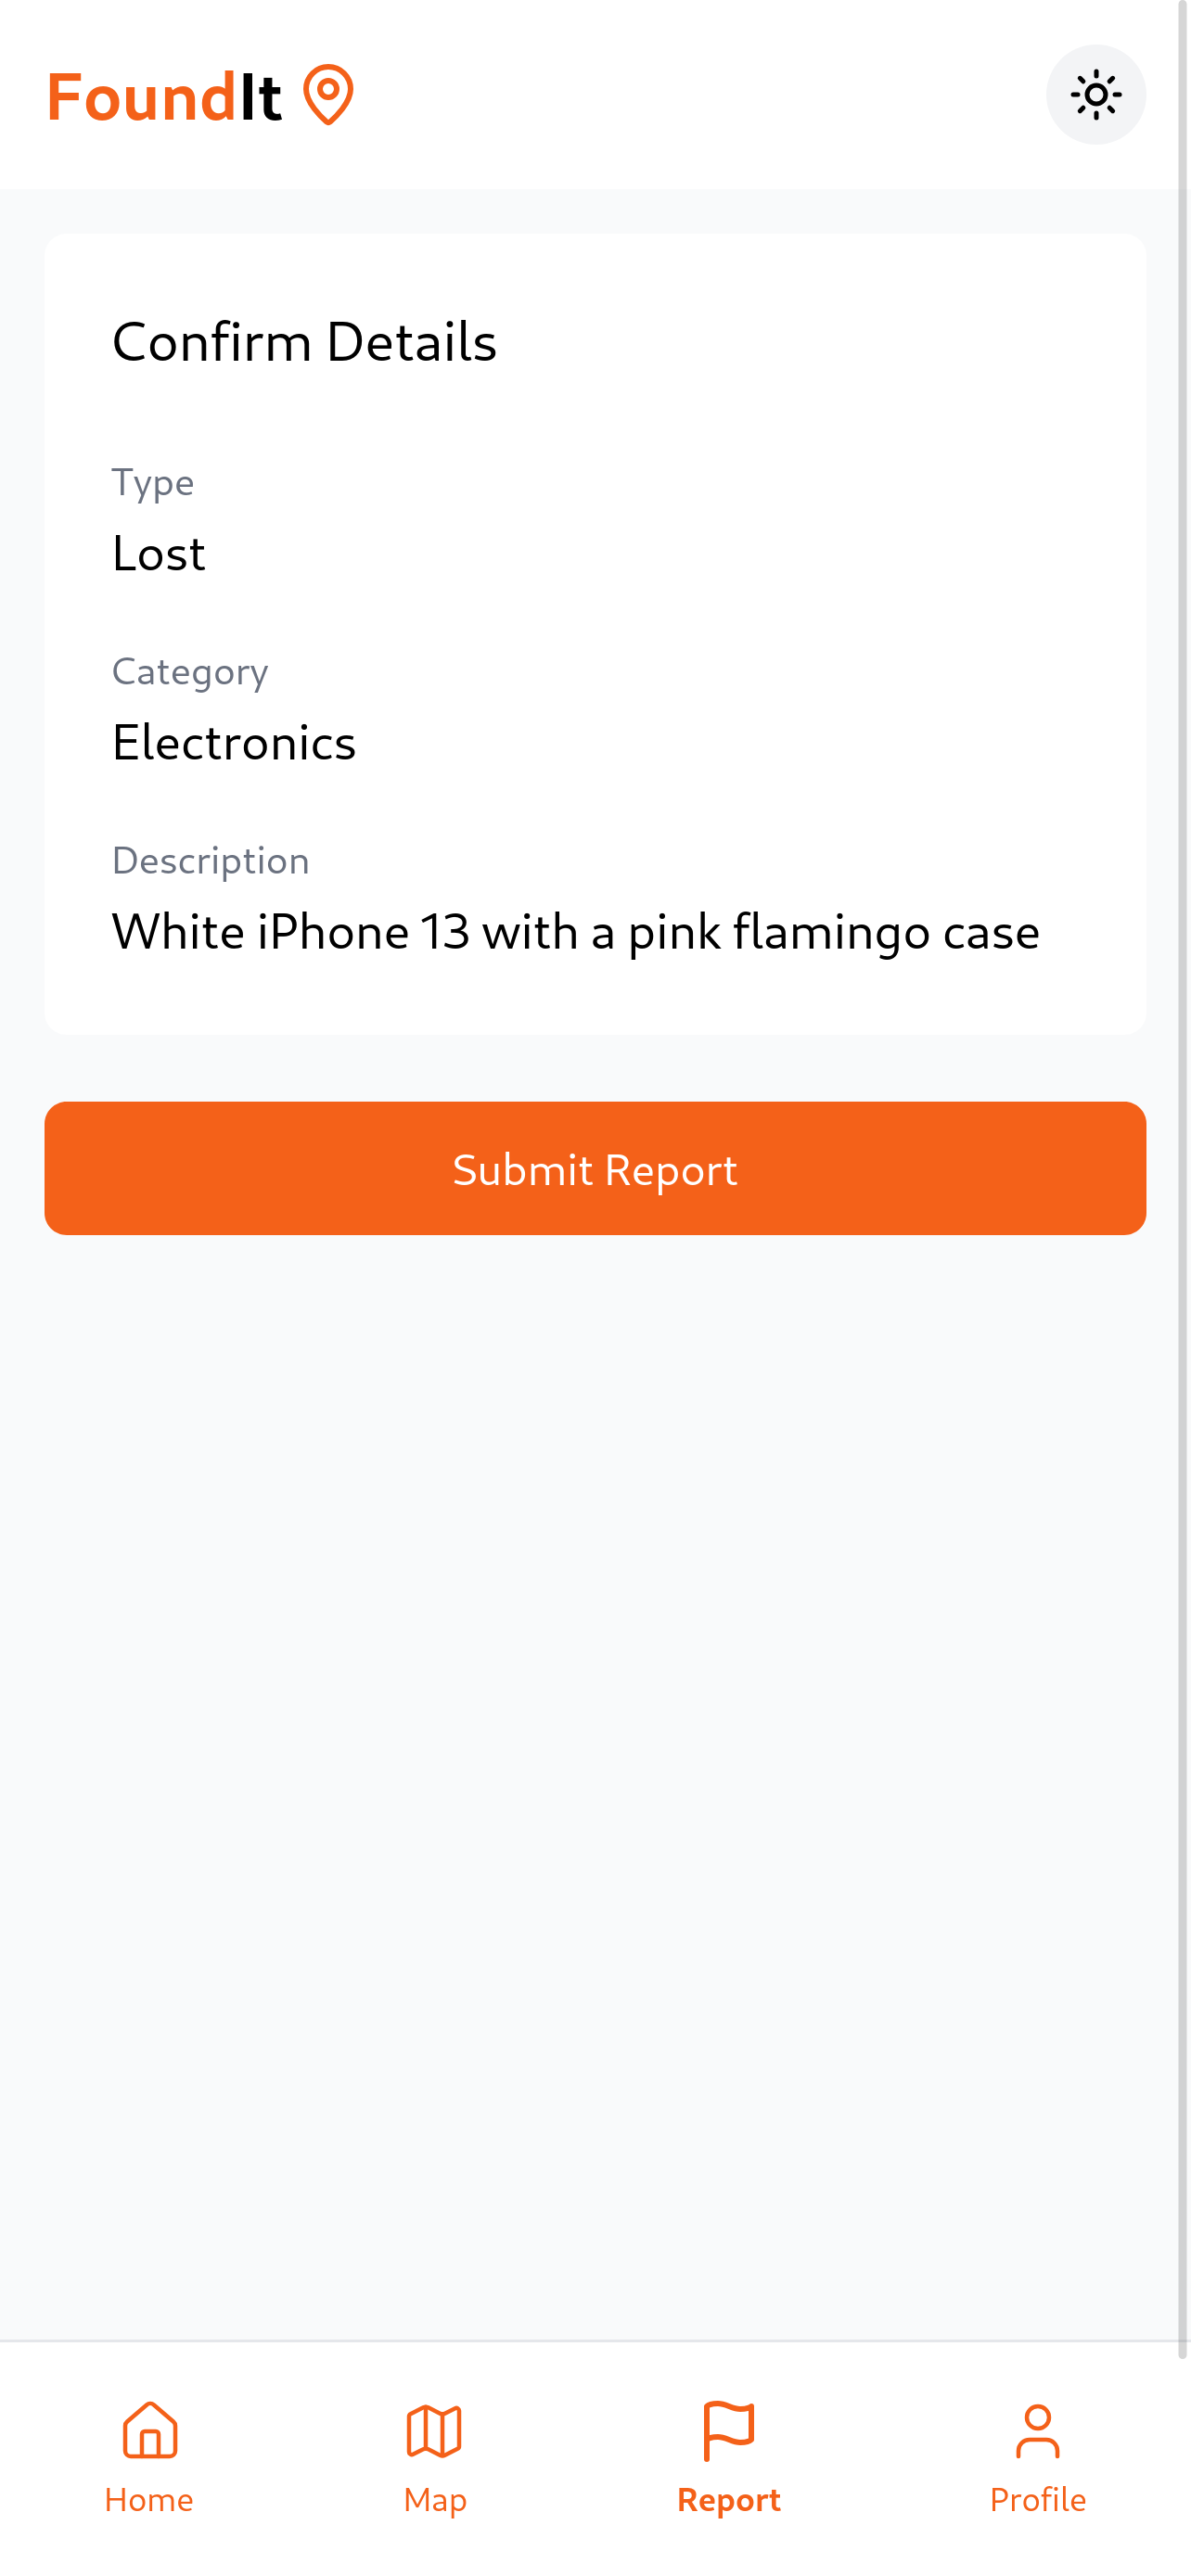 FoundIt
Confirm Details
Type
Lost
Category
Electronics
Description
White iPhone 13 with a pink flamingo case
Submit Report
Home
Map
Report
Profile